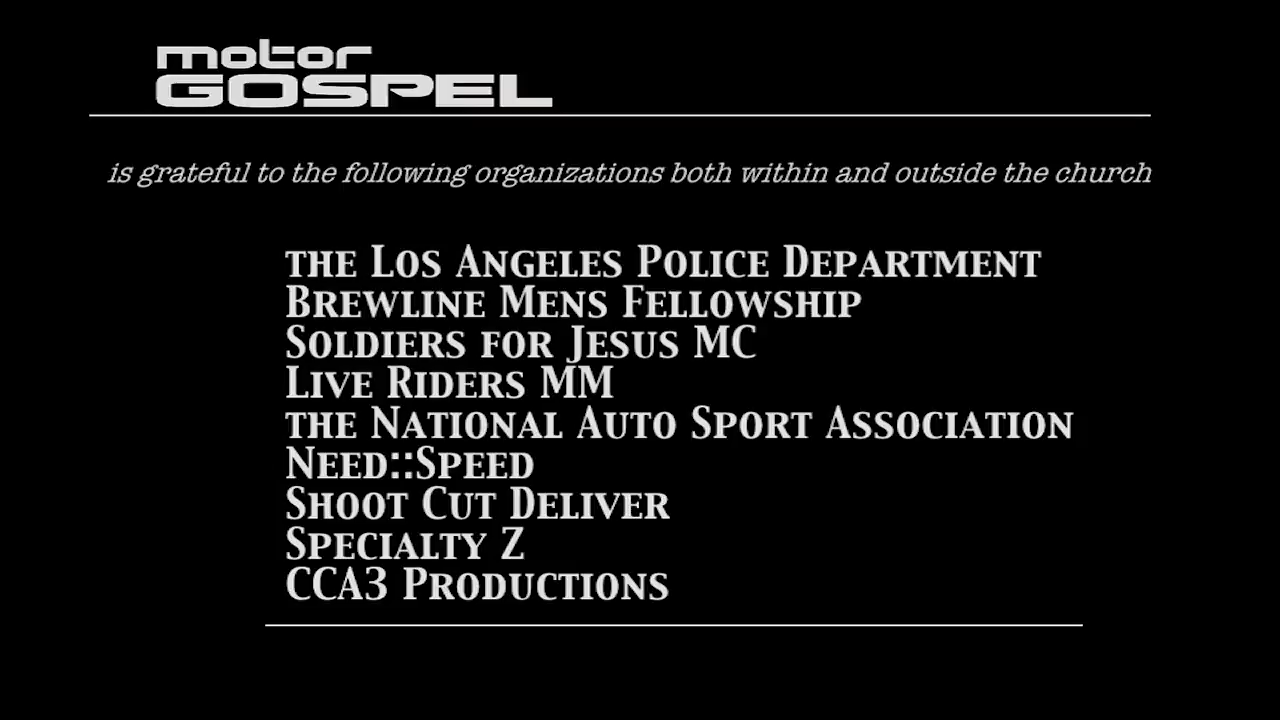 motor
GOSPEL
is grateful to the following organizations both within and outside the church
the Los Angeles Police Department
Brewline Mens Fellowship
Soldiers for Jesus MC
Live Riders MM
the National Auto Sport Association
Need::Speed
Shoot Cut Deliver
Specialty Z
CCA3 Productions